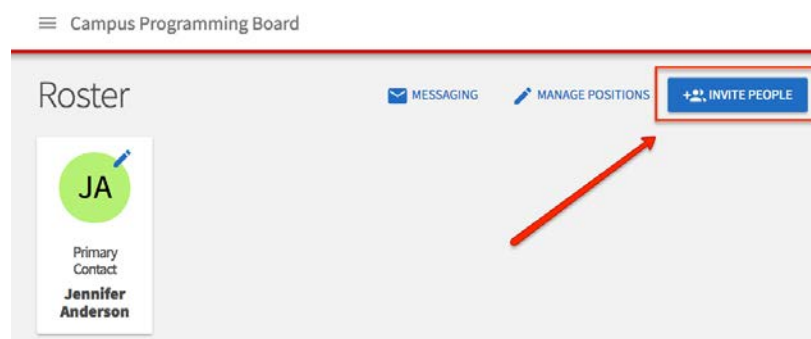 Campus Programming Board
Roster
MESSAGING
MANAGE POSITIONS
INVITE PEOPLE
JA
Primary
Contact
Jennifer
Anderson